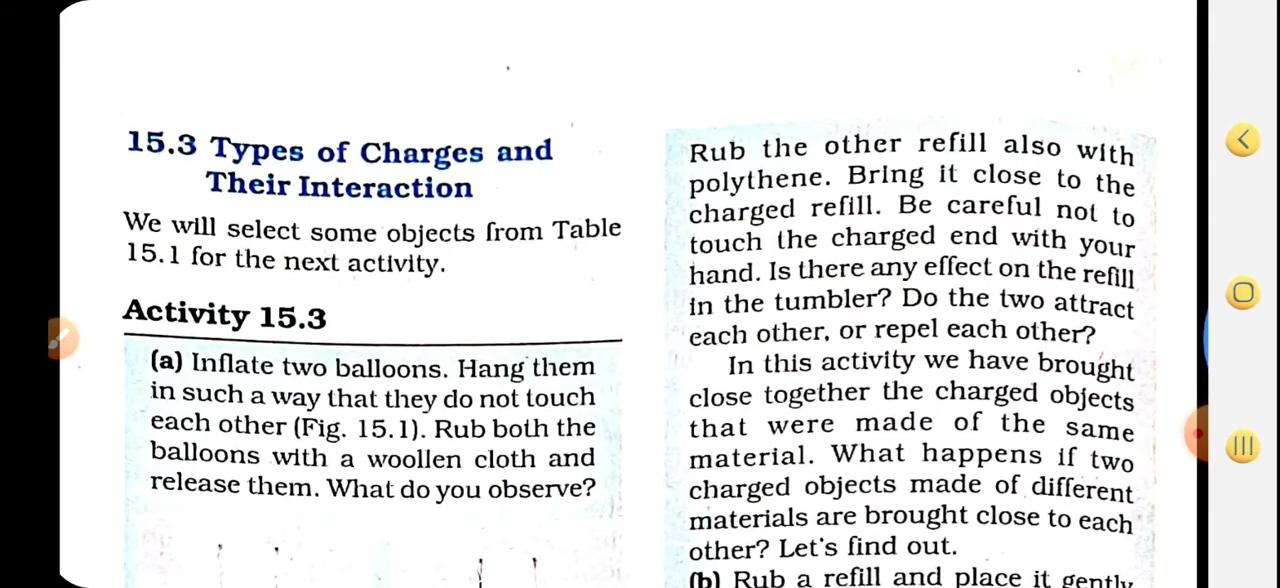 15.3 Types of Charges and
Their Interaction
We will select some objects from Table
15.1 for the next activity.
Activity 15.3
(a) Inflate two balloons. Hang them
in such a way that they do not touch
each other (Fig. 15.1). Rub both the
balloons with a woollen cloth and
release them. What do you observe?
Rub the other refill also with
polythene. Bring it close to the
charged refill. Be careful not to
touch the charged end with your
hand. Is there any effect on the refill
in the tumbler? Do the two attract
each other, or repel each other?
In this activity we have brought
close together the charged objects
that were made of the same
material. What happens if two
charged objects made of different
materials are brought close to each
other? Let's find out.
(b) Rub a refill and place it gently